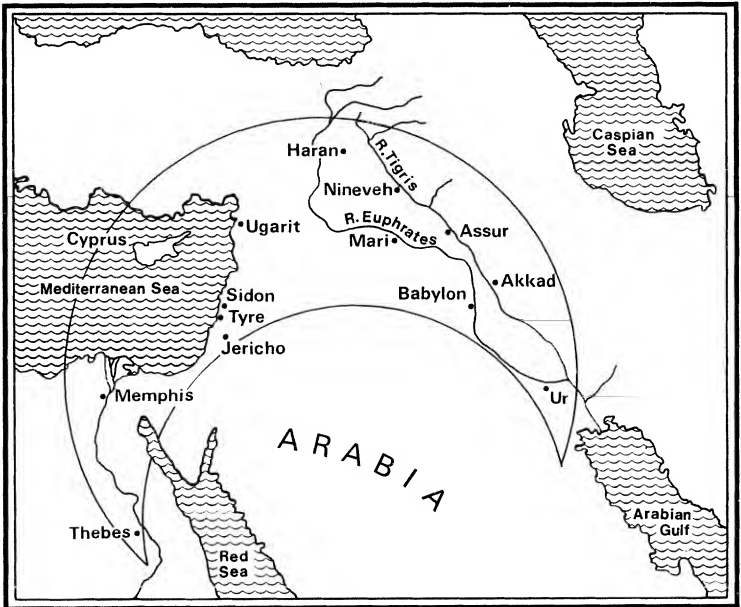 Caspian
Sea
Haran
R. Tigris
Nineveh
Ugarit
R. Euphrates
Assur
Cyprus
Mari
Mediterranean Sea
Akkad
Sidon
Babylon
Tyre
Jericho
Memphis
Ur
ARABIA
Arabian
Gulf
Thebes
Red
Sea